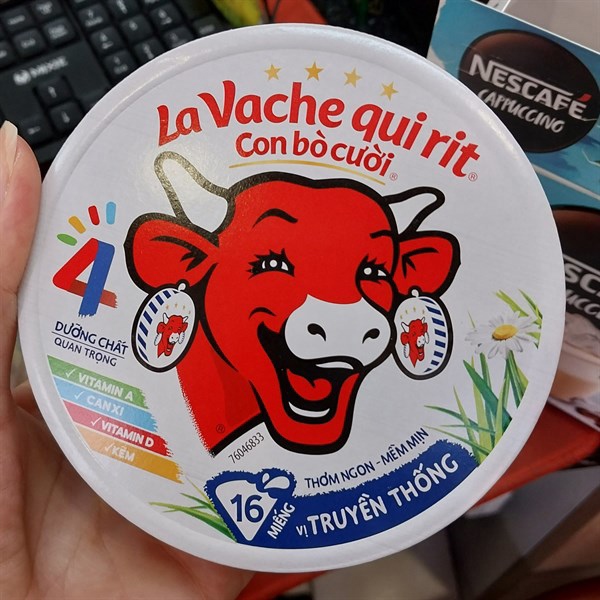 La Vache qui rit®
Con bò cười®
4
DƯỠNG CHẤT
QUAN TRỌNG
✓ VITAMIN A
✓ CANXI
✓ VITAMIN D
✓ KẼM
®
76046833
THƠM NGON - MỀM MỊN
16
MIẾNG
VỊ TRUYỀN THỐNG
NESCAFÉ
CAPPUCCINO